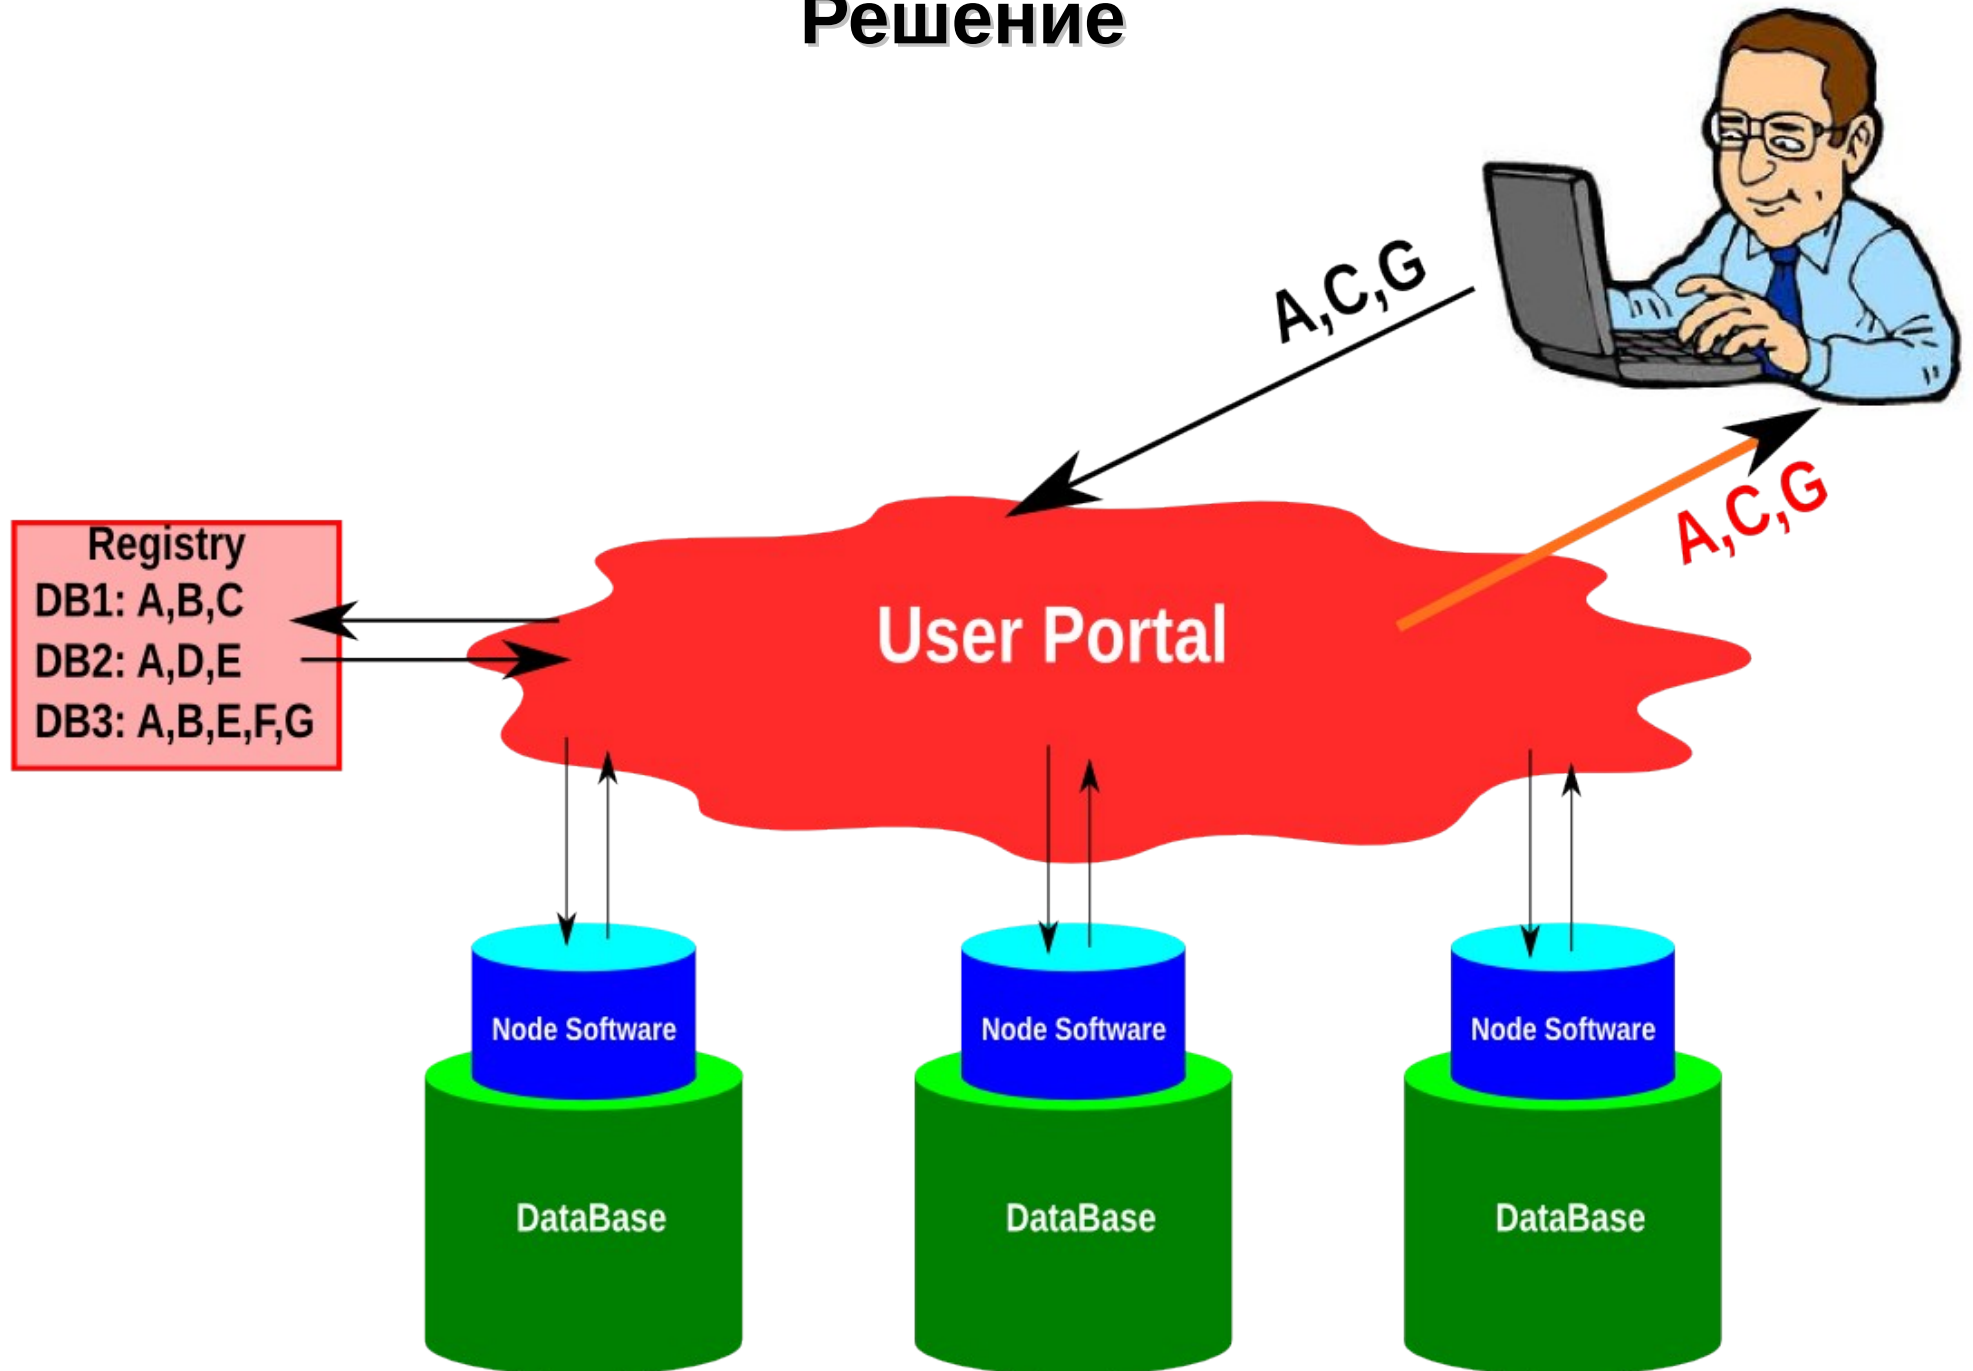 Решение
A,C,G
A,C,G
Registry
DB1: A,B,C
DB2: A,D,E
DB3: A,B,E,F,G
User Portal
Node Software
Node Software
Node Software
DataBase
DataBase
DataBase